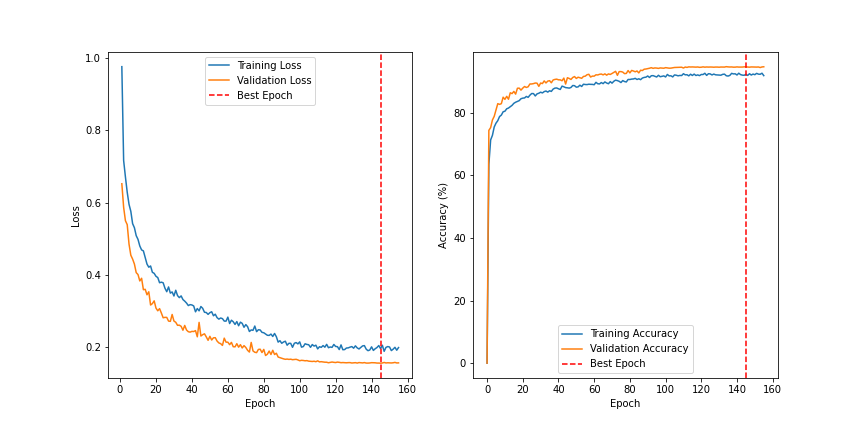 Training Loss
Validation Loss
Best Epoch
1.0
0.8
0.6
0.4
0.2
Loss
0 20 40 60 80 100 120 140 160
Epoch
80
60
40
20
0
Accuracy (%)
Training Accuracy
Validation Accuracy
Best Epoch
0 20 40 60 80 100 120 140 160
Epoch